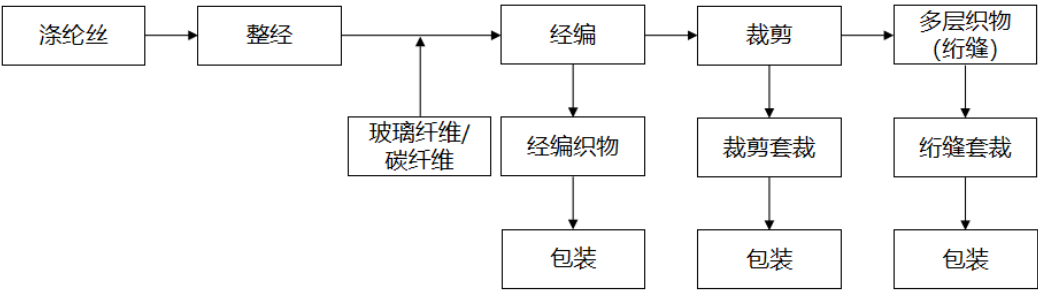 涤纶丝
整经
经编
裁剪
多层织物
(绗缝)
玻璃纤维/
碳纤维
经编织物
裁剪套裁
绗缝套裁
包装
包装
包装